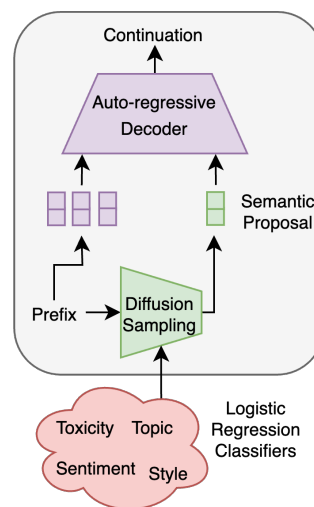 Continuation
Auto-regressive
Decoder
Semantic
Proposal
Prefix
Diffusion
Sampling
Toxicity Topic
Sentiment Style
Logistic
Regression
Classifiers